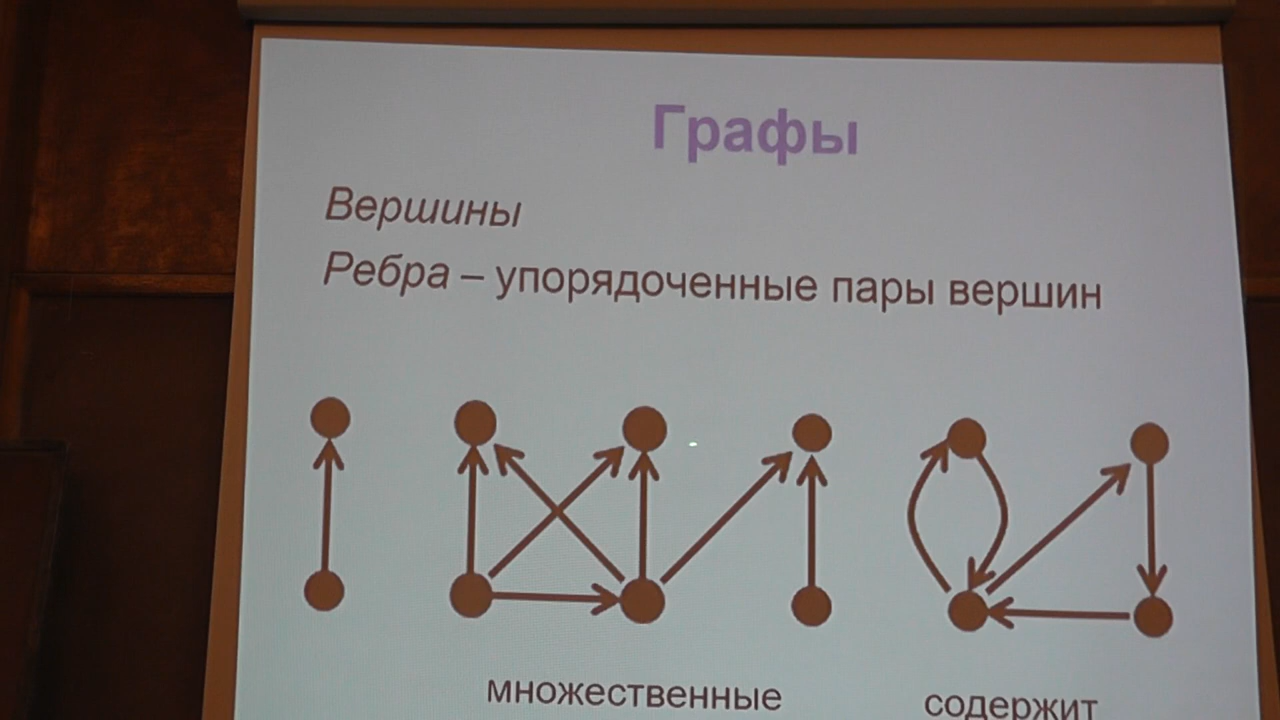 Графы
Вершины
Ребра – упорядоченные пары вершин
множественные
содержит